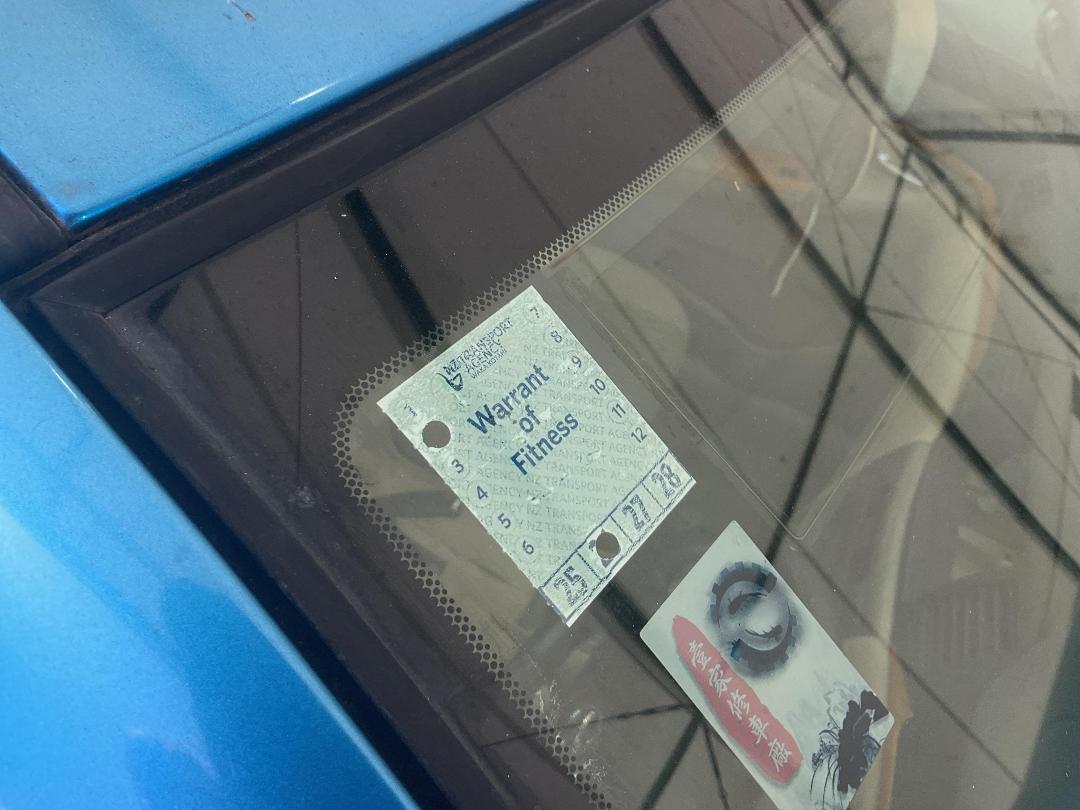 NZ TRANSPORT
AGENCY
WAKA KOTAHI
Warrant
of
Fitness
1
3
4
5
6
7
8
9
10
11
12
25
27
28
壹家修車廠